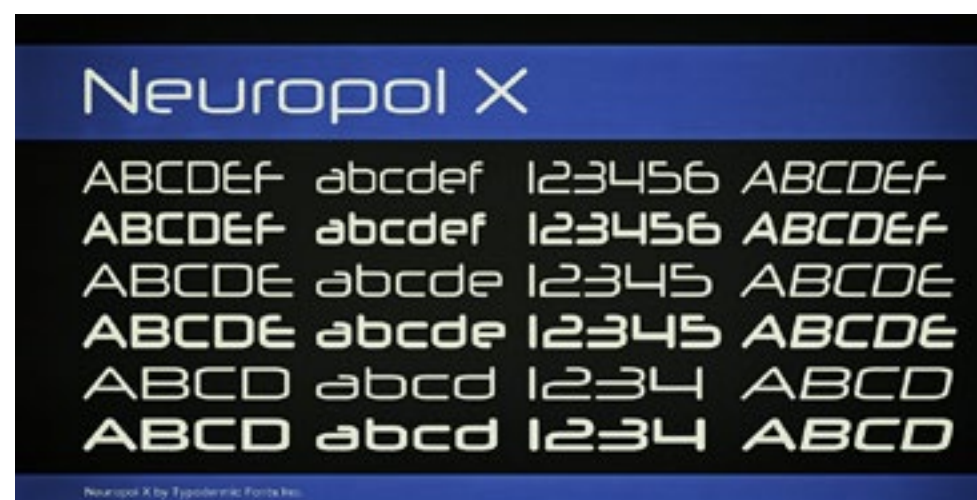 Neuropol X
ABCDEF abcdef 123456 ABCDEF
ABCDEF abcdef 123456 ABCDEF
ABCDE abcde 12345 ABCDE
ABCDE abcde 12345 ABCDE
ABCD abcd 1234 ABCD
ABCD abcd 1234 ABCD
Neuropol X by Typodermic Fonts Inc.